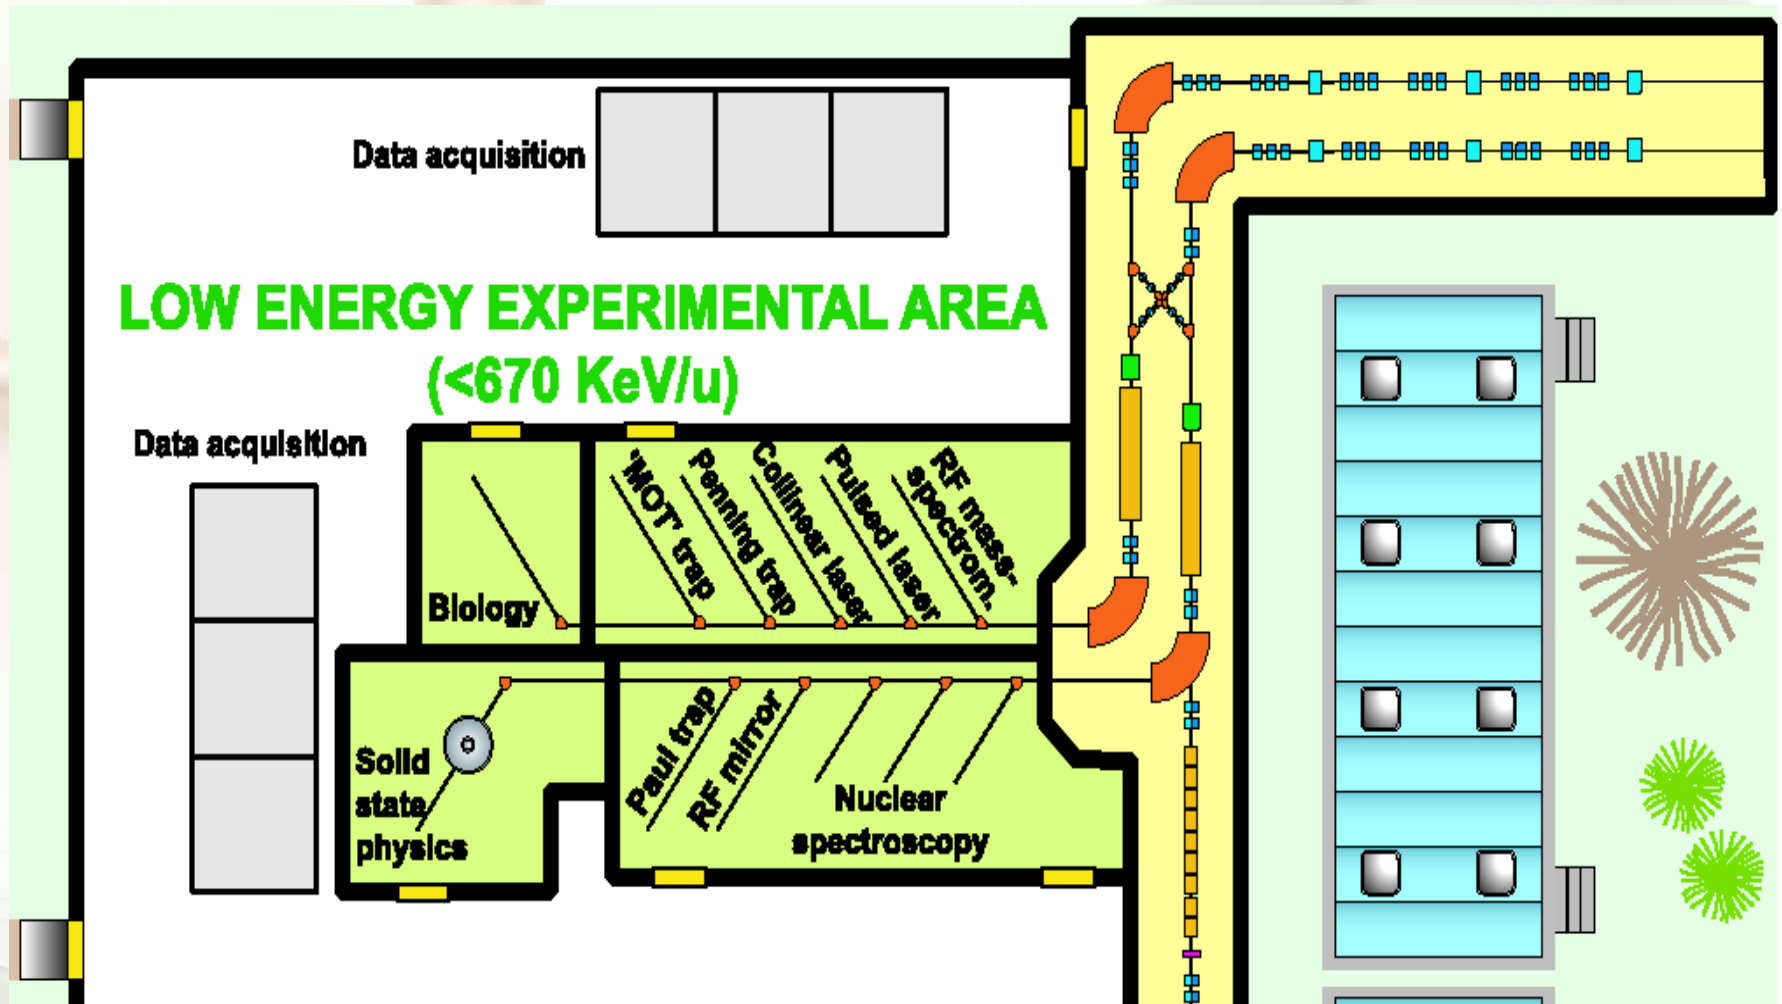 Data acquisition
LOW ENERGY EXPERIMENTAL AREA
(<670 KeV/u)
Data acquisition
Biology
'MOT' trap
Penning trap
Collinear laser
Pulsed laser
RF mass-
spectrom.
Solid
state
physics
Paul trap
RF mirror
Nuclear
spectroscopy